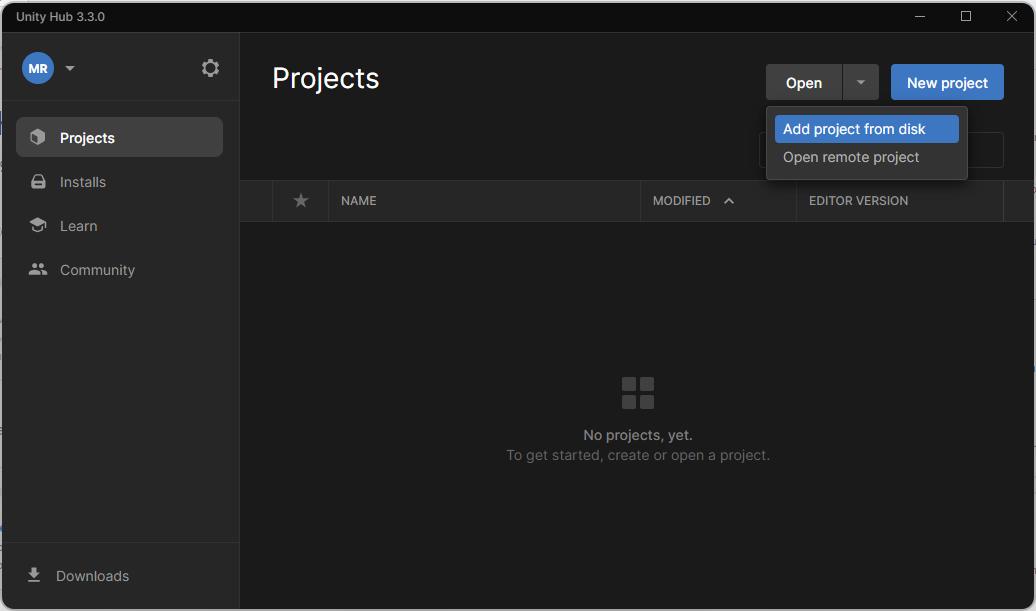 Unity Hub 3.3.0
MR
Projects
Installs
Learn
Community
Downloads
Projects
Open
New project
Add project from disk
Open remote project
NAME
MODIFIED
EDITOR VERSION
No projects, yet.
To get started, create or open a project.